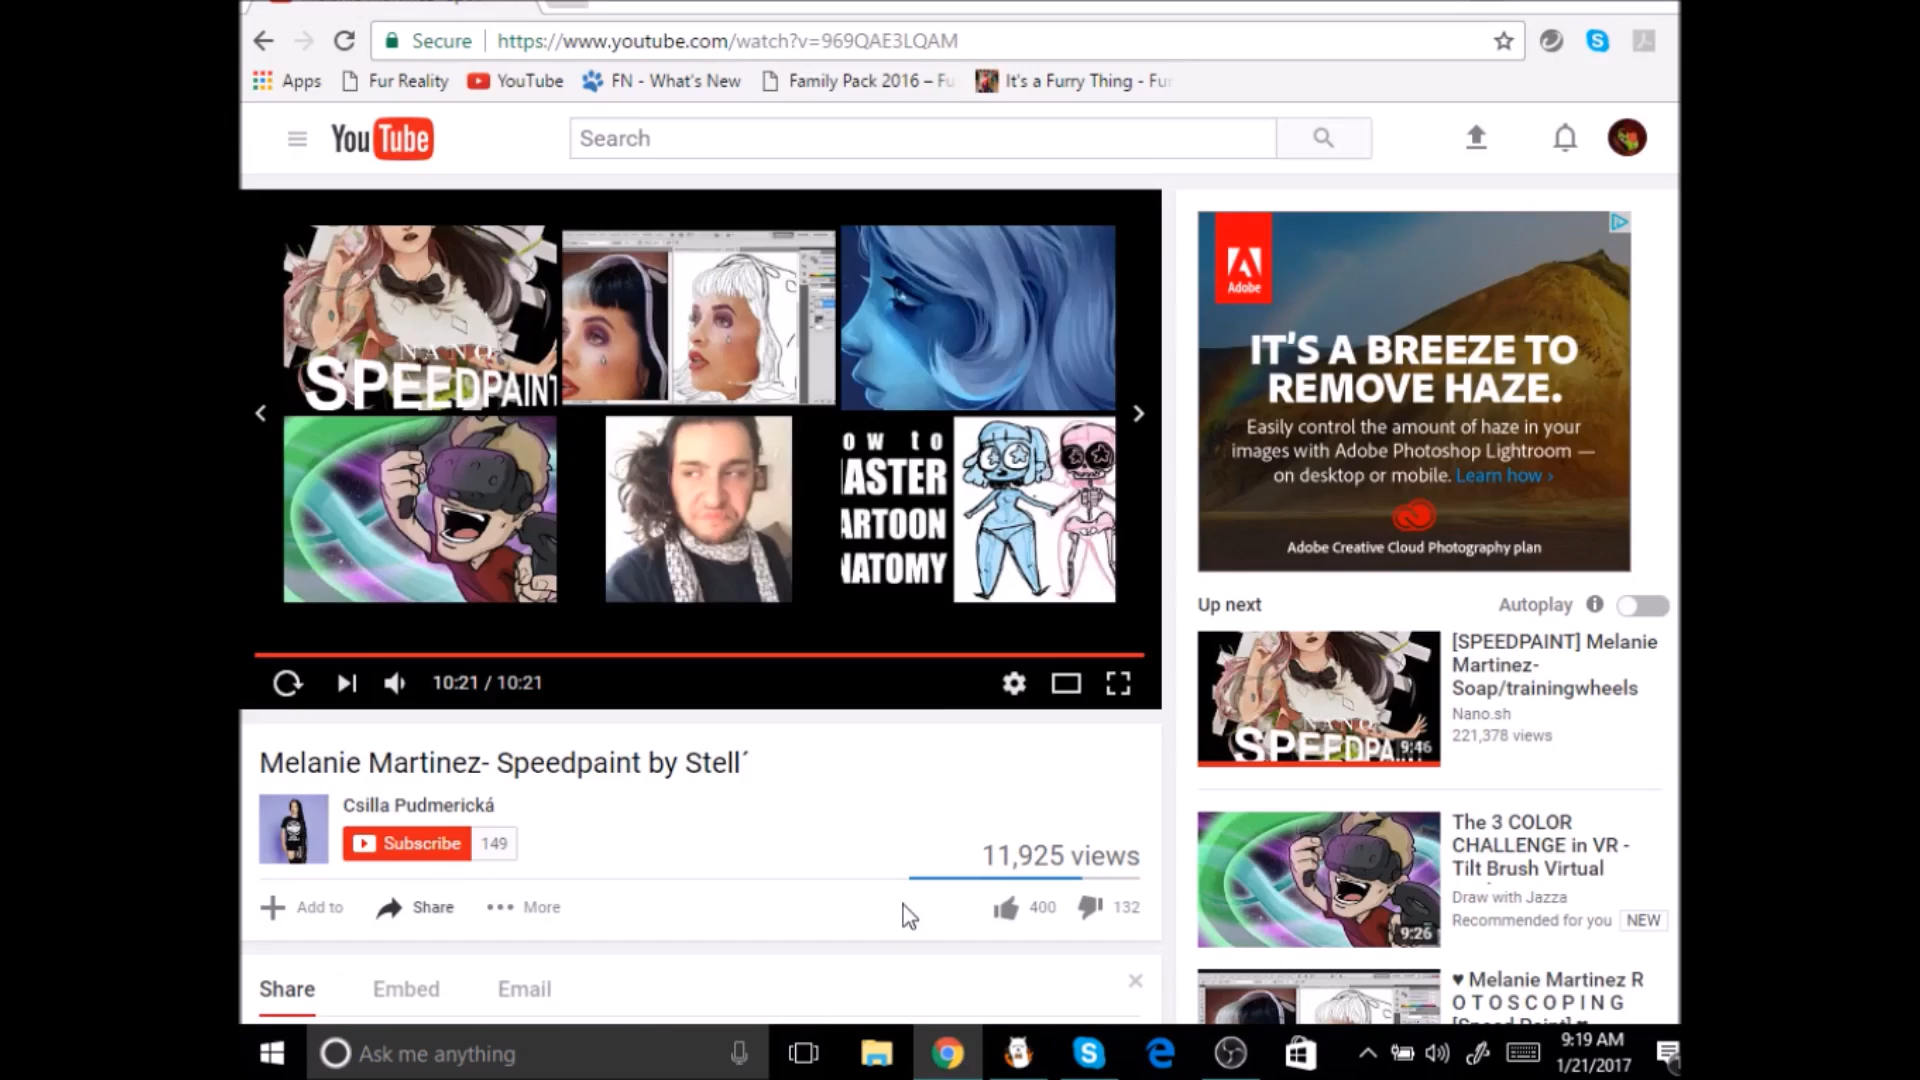 Secure
https://www.youtube.com/watch?v=969QAE3LQAM
Apps
Fur Reality
YouTube
FN - What's New
Family Pack 2016 – Fu
It's a Furry Thing - Fur
YouTube
Search
NANO
SPEEDPAINT
ow to
ASTER
ARTOON
NATOMY
10:21 / 10:21
Melanie Martinez- Speedpaint by Stell´
Csilla Pudmerická
Subscribe
149
11,925 views
Add to
Share
More
400
132
Share
Embed
Email
Adobe
IT'S A BREEZE TO
REMOVE HAZE.
Easily control the amount of haze in your
images with Adobe Photoshop Lightroom —
on desktop or mobile. Learn how ›
Adobe Creative Cloud Photography plan
Up next
Autoplay
NANO
SPEEDPA
9:46
[SPEEDPAINT] Melanie
Martinez-
Soap/trainingwheels
Nano.sh
221,378 views
9:26
The 3 COLOR
CHALLENGE in VR -
Tilt Brush Virtual
Draw with Jazza
Recommended for you
NEW
♥ Melanie Martinez R
O T O S C O P I N G
[Speed Paint] ♥
Ask me anything
9:19 AM
1/21/2017